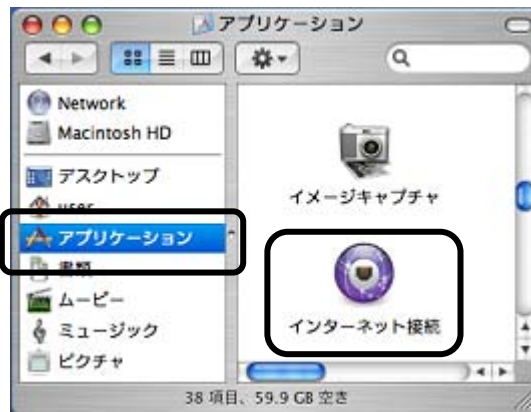 アプリケーション
Network
Macintosh HD
デスクトップ
user
アプリケーション
書類
ムービー
ミュージック
ピクチャ
イメージキャプチャ
インターネット接続
38 項目、59.9 GB 空き